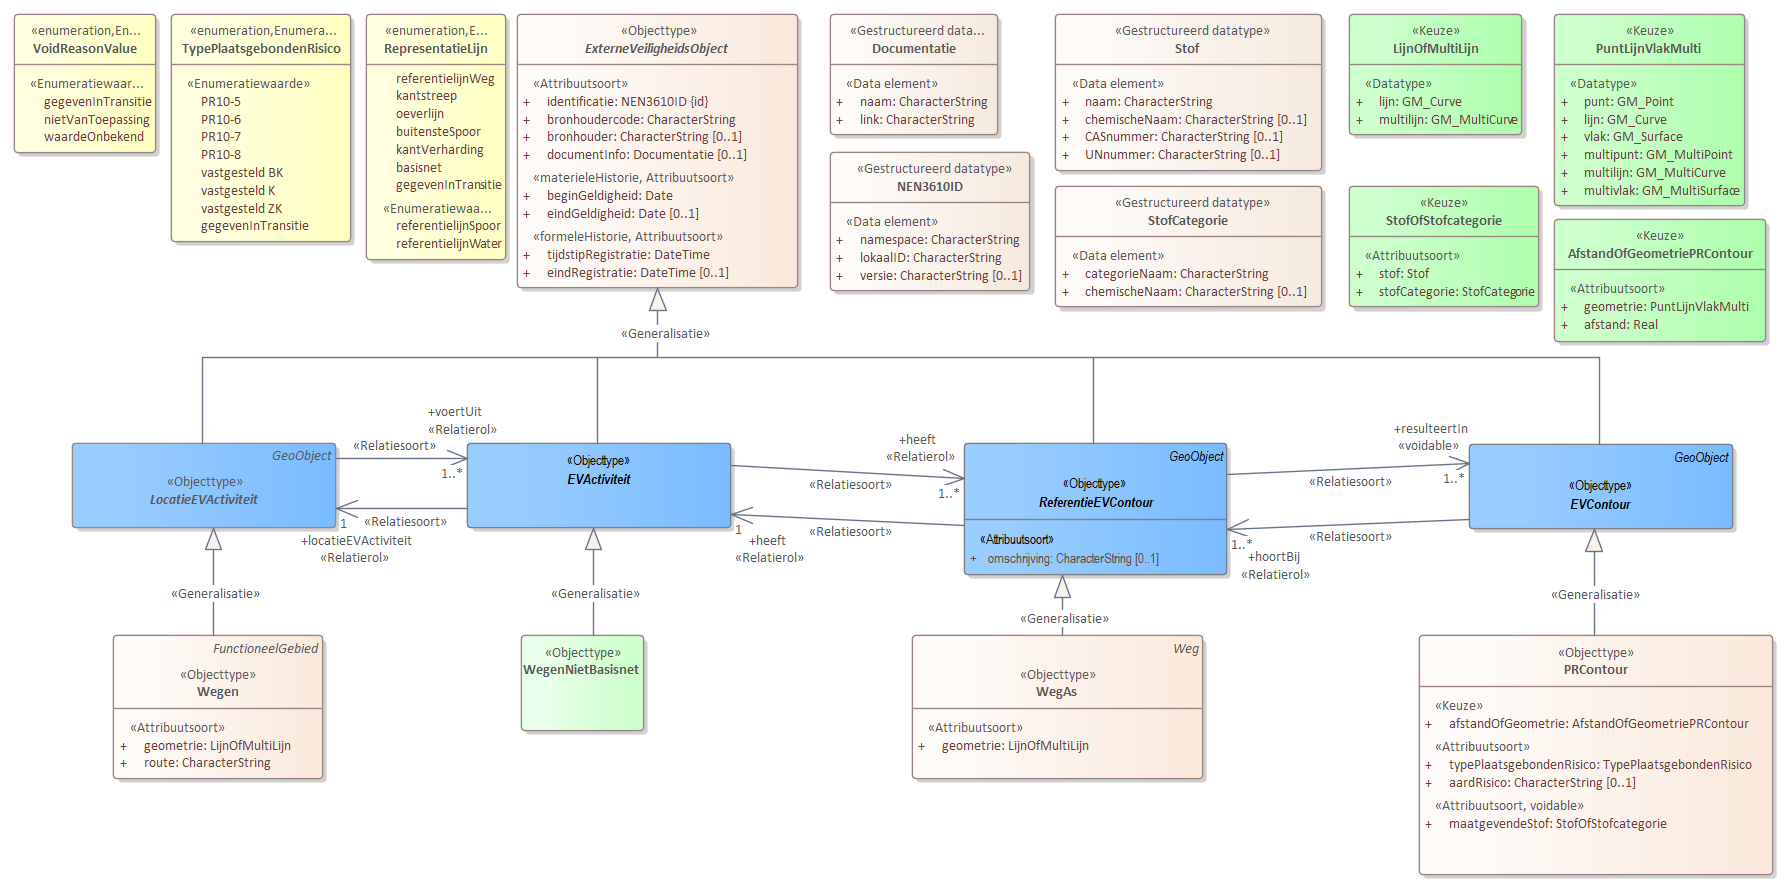 «enumeration,En...
VoidReasonValue
«Enumeratiewaar...
gegevenInTransitie
nietVanToepassing
waardeOnbekend
«enumeration,Enumera...
TypePlaatsgebondenRisico
«Enumeratiewaarde»
PR10-5
PR10-6
PR10-7
PR10-8
vastgesteld BK
vastgesteld K
vastgesteld ZK
gegevenInTransitie
«enumeration,E...
RepresentatieLijn
referentielijnWeg
kantstreep
oeverlijn
buitensteSpoor
kantVerharding
basisnet
gegevenInTransitie
«Enumeratiewaa...
referentielijnSpoor
referentielijnWater
«Objecttype»
ExterneVeiligheidsObject
«Attribuutsoort»
+ identificatie: NEN3610ID {id}
+ bronhoudercode: CharacterString
+ bronhouder: CharacterString [0..1]
+ documentInfo: Documentatie [0..1]
«materieleHistorie, Attribuutsoort»
+ beginGeldigheid: Date
+ eindGeldigheid: Date [0..1]
«formeleHistorie, Attribuutsoort»
+ tijdstipRegistratie: DateTime
+ eindRegistratie: DateTime [0..1]
«Gestructureerd data...
Documentatie
«Data element»
+ naam: CharacterString
+ link: CharacterString
«Gestructureerd datatype»
NEN3610ID
«Data element»
+ namespace: CharacterString
+ lokaalID: CharacterString
+ versie: CharacterString [0..1]
«Gestructureerd datatype»
Stof
«Data element»
+ naam: CharacterString
+ chemischeNaam: CharacterString [0..1]
+ CASnummer: CharacterString [0..1]
+ UNnummer: CharacterString [0..1]
«Gestructureerd datatype»
StofCategorie
«Data element»
+ categorieNaam: CharacterString
+ chemischeNaam: CharacterString [0..1]
«Keuze»
LijnOfMultiLijn
«Datatype»
+ lijn: GM_Curve
+ multilijn: GM_MultiCurve
«Keuze»
StofOfStofcategorie
«Attribuutsoort»
+ stof: Stof
+ stofCategorie: StofCategorie
«Keuze»
PuntLijnVlakMulti
«Datatype»
+ punt: GM_Point
+ lijn: GM_Curve
+ vlak: GM_Surface
+ multipunt: GM_MultiPoint
+ multilijn: GM_MultiCurve
+ multivlak: GM_MultiSurface
«Keuze»
AfstandOfGeometriePRContour
«Attribuutsoort»
+ geometrie: PuntLijnVlakMulti
+ afstand: Real
«Generalisatie»
GeoObject
«Objecttype»
LocatieEVActiviteit
+voertUit
«Relatierol»
«Relatiesoort»
1..*
1
«Relatiesoort»
+locatieEVActiviteit
«Relatierol»
«Objecttype»
EVActiviteit
+heeft
«Relatierol»
«Relatiesoort»
1..*
1
«Relatiesoort»
+heeft
«Relatierol»
GeoObject
«Objecttype»
ReferentieEVContour
«Attribuutsoort»
+ omschrijving: CharacterString [0..1]
+resulteertIn
«voidable»
«Relatiesoort»
1..*
1..*
«Relatiesoort»
+hoortBij
«Relatierol»
GeoObject
«Objecttype»
EVContour
«Generalisatie»
«Generalisatie»
«Generalisatie»
«Generalisatie»
FunctioneelGebied
«Objecttype»
Wegen
«Attribuutsoort»
+ geometrie: LijnOfMultiLijn
+ route: CharacterString
«Objecttype»
WegenNietBasisnet
Weg
«Objecttype»
WegAs
«Attribuutsoort»
+ geometrie: LijnOfMultiLijn
«Objecttype»
PRContour
«Keuze»
+ afstandOfGeometrie: AfstandOfGeometriePRContour
«Attribuutsoort»
+ typePlaatsgebondenRisico: TypePlaatsgebondenRisico
+ aardRisico: CharacterString [0..1]
«Attribuutsoort, voidable»
+ maatgevendeStof: StofOfStofcategorie